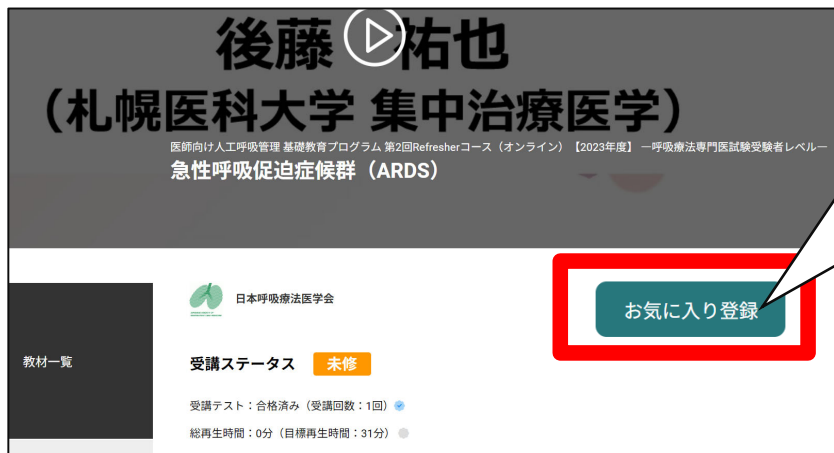 後藤 祐也
（札幌医科大学 集中治療医学）
医師向け人工呼吸管理 基礎教育プログラム 第2回Refresherコース（オンライン）【2023年度】 ―呼吸療法専門医試験受験者レベル―
急性呼吸促迫症候群（ARDS）
日本呼吸療法医学会
お気に入り登録
教材一覧
受講ステータス 未修
受講テスト：合格済み（受講回数：1回）
総再生時間：0分（目標再生時間：31分）